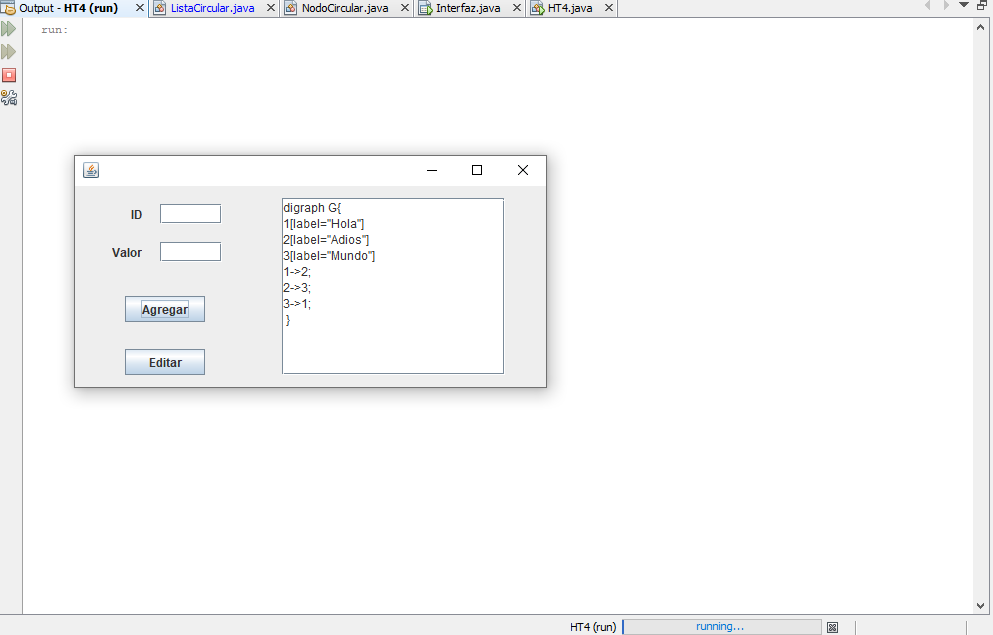 Output - HT4 (run) ListaCircular.java NodoCircular.java Interfaz.java HT4.java
run:
ID
Valor
Agregar
Editar
digraph G{
1[label="Hola"]
2[label="Adios"]
3[label="Mundo"]
1->2;
2->3;
3->1;
}
HT4 (run) running...